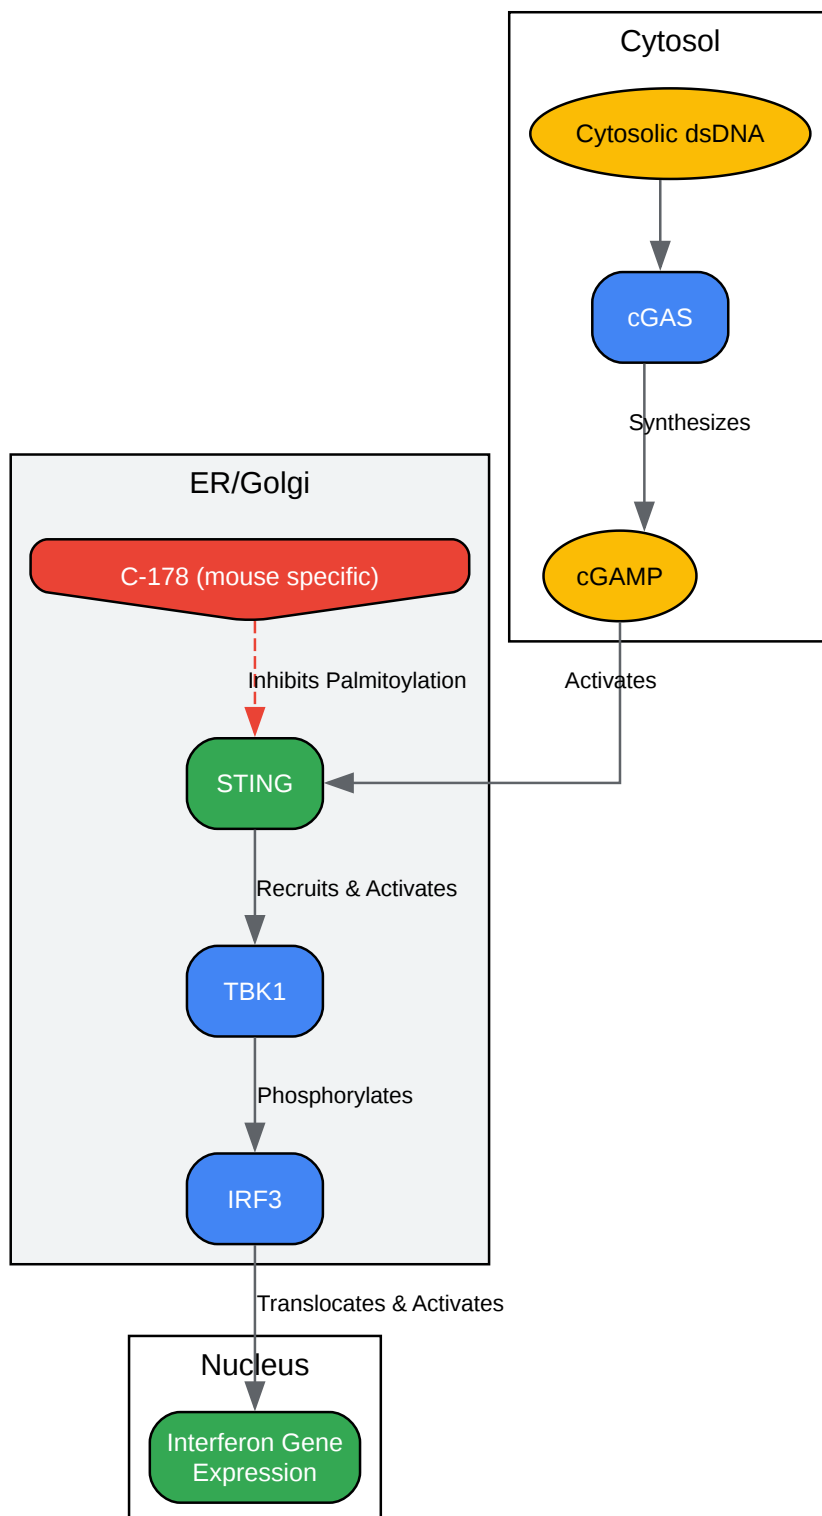 Cytosol
Cytosolic dsDNA
cGAS
Synthesizes
cGAMP
Activates
ER/Golgi
C-178 (mouse specific)
Inhibits Palmitoylation
STING
Recruits & Activates
TBK1
Phosphorylates
IRF3
Translocates & Activates
Nucleus
Interferon Gene
Expression